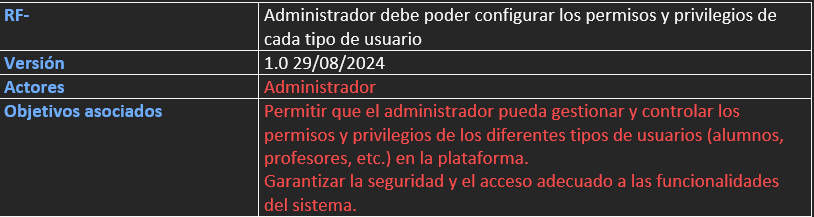 RF-
Administrador debe poder configurar los permisos y privilegios de
cada tipo de usuario
Versión
1.0 29/08/2024
Actores
Administrador
Objetivos asociados
Permitir que el administrador pueda gestionar y controlar los
permisos y privilegios de los diferentes tipos de usuarios (alumnos,
profesores, etc.) en la plataforma.
Garantizar la seguridad y el acceso adecuado a las funcionalidades
del sistema.